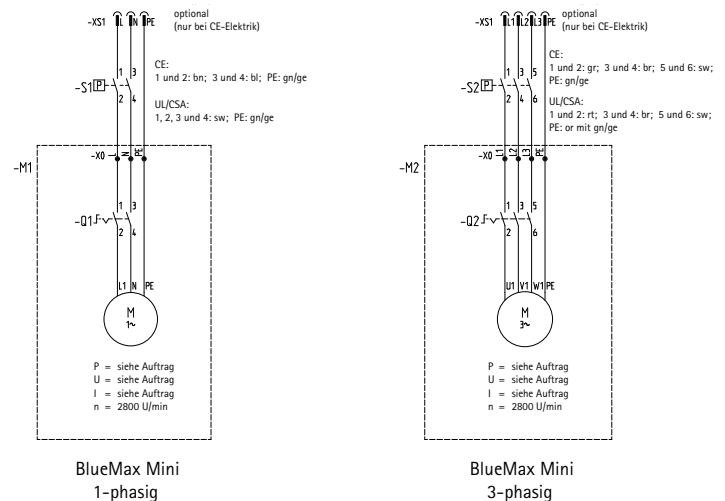 -XS1 L N PE
optional
(nur bei CE-Elektrik)
CE:
1 und 2: bn; 3 und 4: bl; PE: gn/ge
UL/CSA:
1, 2, 3 und 4: sw; PE: gn/ge
1 3
-S1 P
2 4
-X0 L N PE
-M1
1 3
-Q1
2 4
L1 N PE
M
1~
P = siehe Auftrag
U = siehe Auftrag
I = siehe Auftrag
n = 2800 U/min
BlueMax Mini
1-phasig
-XS1 L1 L2 L3 PE
optional
(nur bei CE-Elektrik)
CE:
1 und 2: gr; 3 und 4: br; 5 und 6: sw;
PE: gn/ge
UL/CSA:
1 und 2: rt; 3 und 4: br; 5 und 6: sw;
PE: or mit gn/ge
1 3 5
-S2 P
2 4 6
-X0 L1 L2 L3 PE
-M2
1 3 5
-Q2
2 6
U1 V1 W1 PE
M
3~
P = siehe Auftrag
U = siehe Auftrag
I = siehe Auftrag
n = 2800 U/min
BlueMax Mini
3-phasig